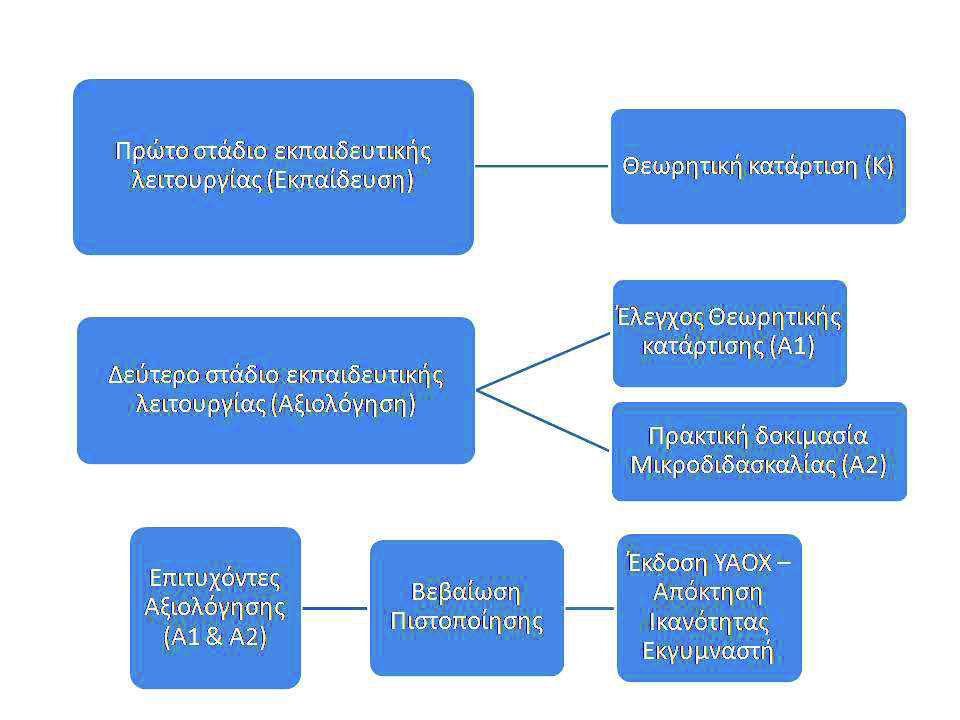 Πρώτο στάδιο εκπαιδευτικής
λειτουργίας (Εκπαίδευση)
Θεωρητική κατάρτιση (Κ)
Δεύτερο στάδιο εκπαιδευτικής
λειτουργίας (Αξιολόγηση)
Έλεγχος Θεωρητικής
κατάρτισης (Α1)
Πρακτική δοκιμασία
Μικροδιδασκαλίας (Α2)
Επιτυχόντες
Αξιολόγησης
(Α1 & Α2)
Βεβαίωση
Πιστοποίησης
Έκδοση ΥΑΟΧ –
Απόκτηση
Ικανότητας
Εκγυμναστή